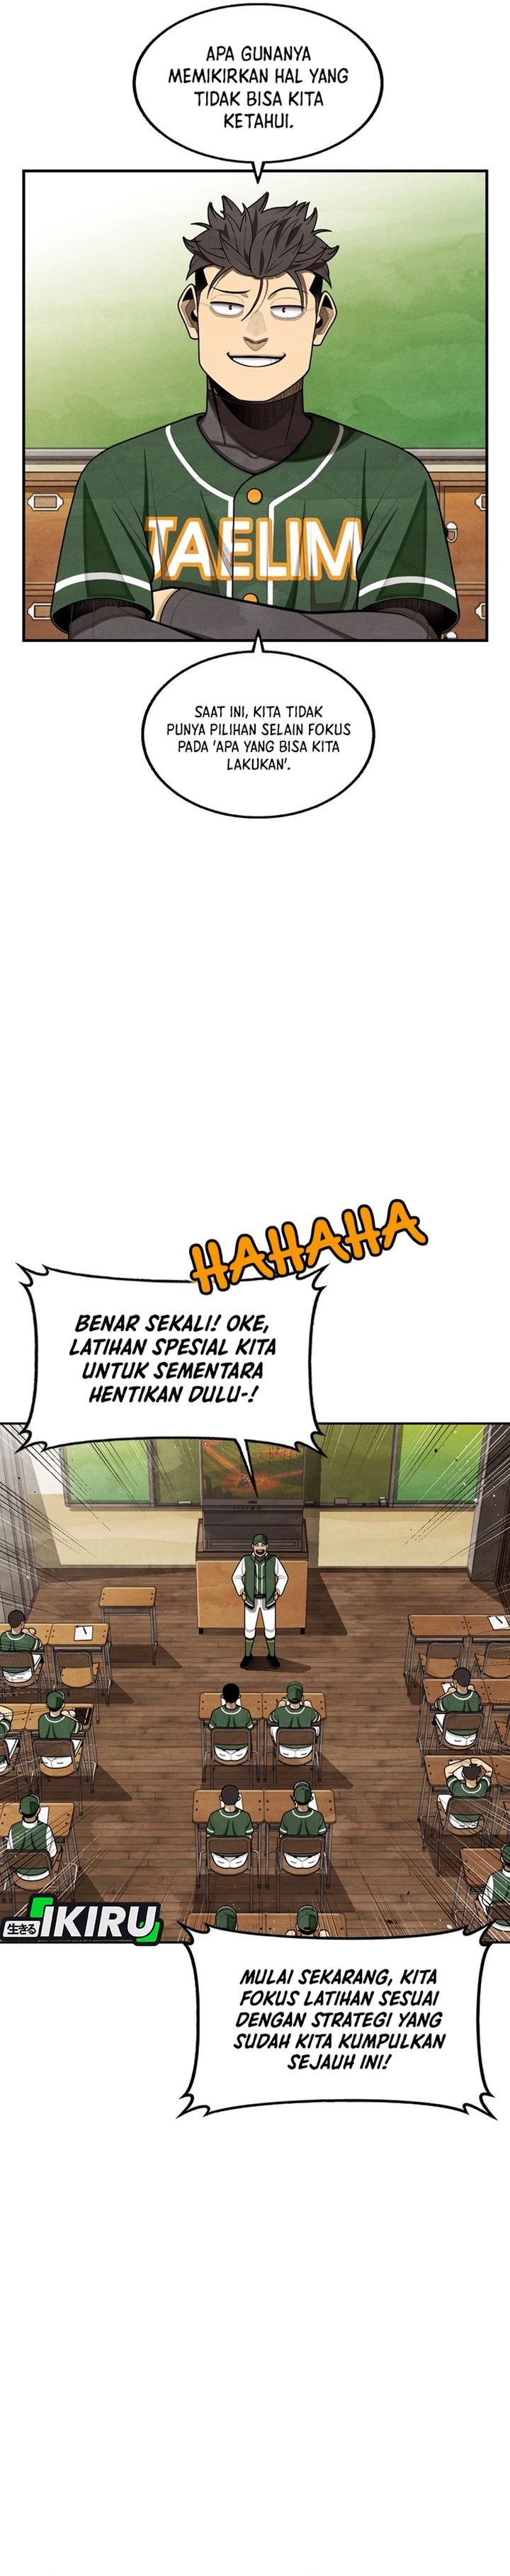 APA GUNANYA
MEMIKIRKAN HAL YANG
TIDAK BISA KITA
KETAHUI.
TAELIM
SAAT INI, KITA TIDAK
PUNYA PILIHAN SELAIN FOKUS
PADA 'APA YANG BISA KITA
LAKUKAN'.
HAHAHA
BENAR SEKALI! OKE,
LATIHAN SPESIAL KITA
UNTUK SEMENTARA
HENTIKAN DULU-!
生きる IKIRU
MULAI SEKARANG, KITA
FOKUS LATIHAN SESUAI
DENGAN STRATEGI YANG
SUDAH KITA KUMPULKAN
SEJAUH INI!